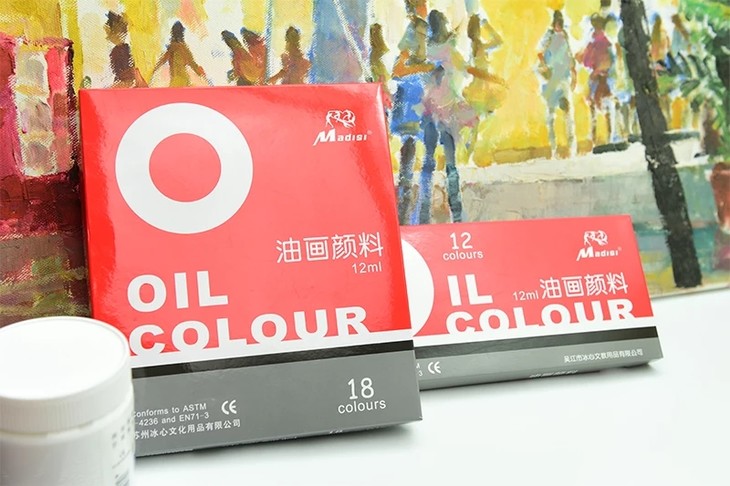 Madisi®
油画颜料
12ml
OIL
COLOUR
18
colours
Conforms to ASTM
-4236 and EN71-3
CE
苏州冰心文化用品有限公司
12
colours
Madisi®
12ml 油画颜料
IL
COLOUR
CE
吴江市冰心文教用品有限公司